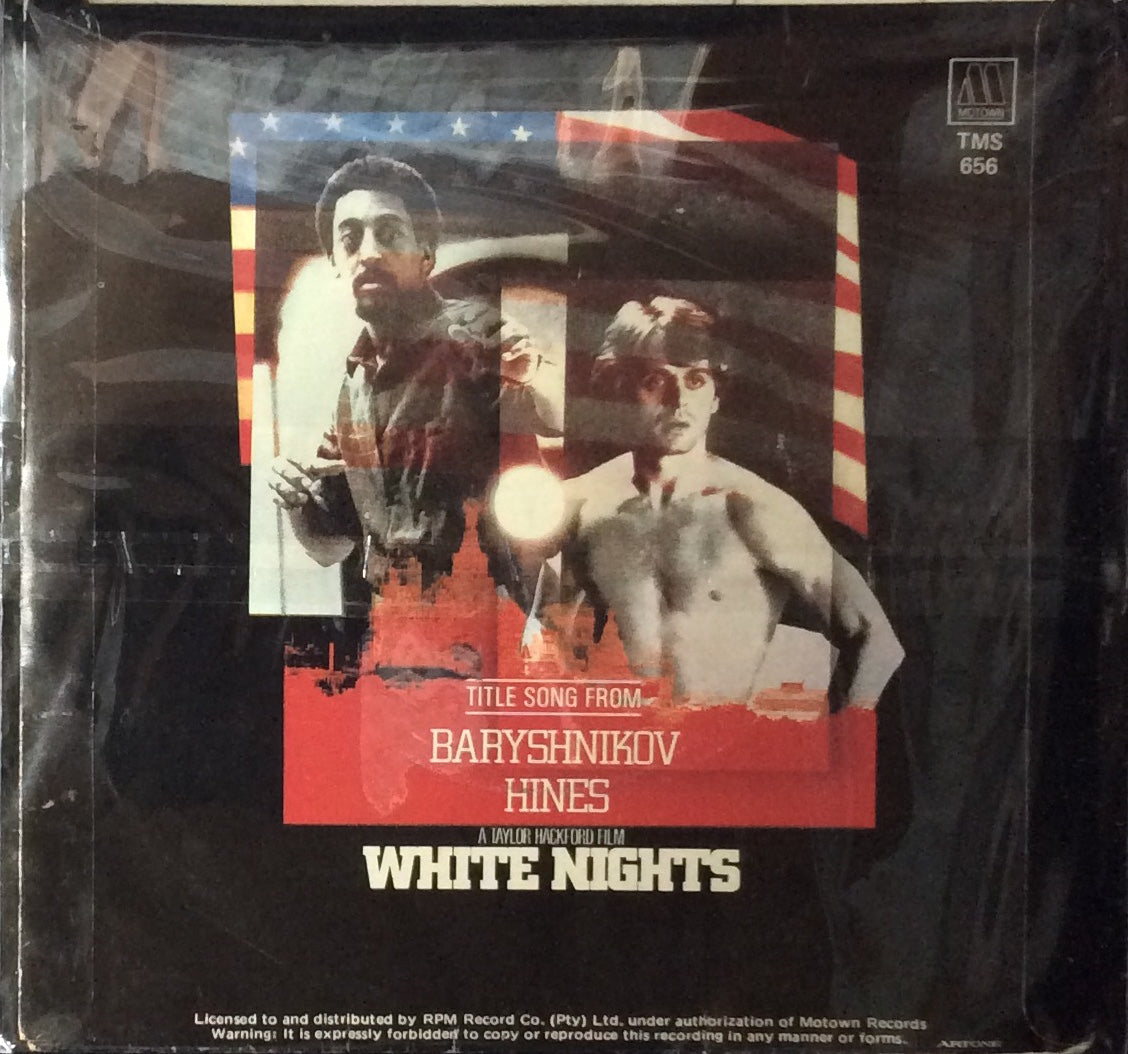 MOTOWN
TMS
656
TITLE SONG FROM
BARYSHNIKOV
HINES
A TAYLOR HACKFORD FILM
WHITE NIGHTS
Licensed to and distributed by RPM Record Co. (Pty) Ltd. under authorization of Motown Records
Warning: It is expressly forbidden to copy or reproduce this recording in any manner or forms.
ARTONE